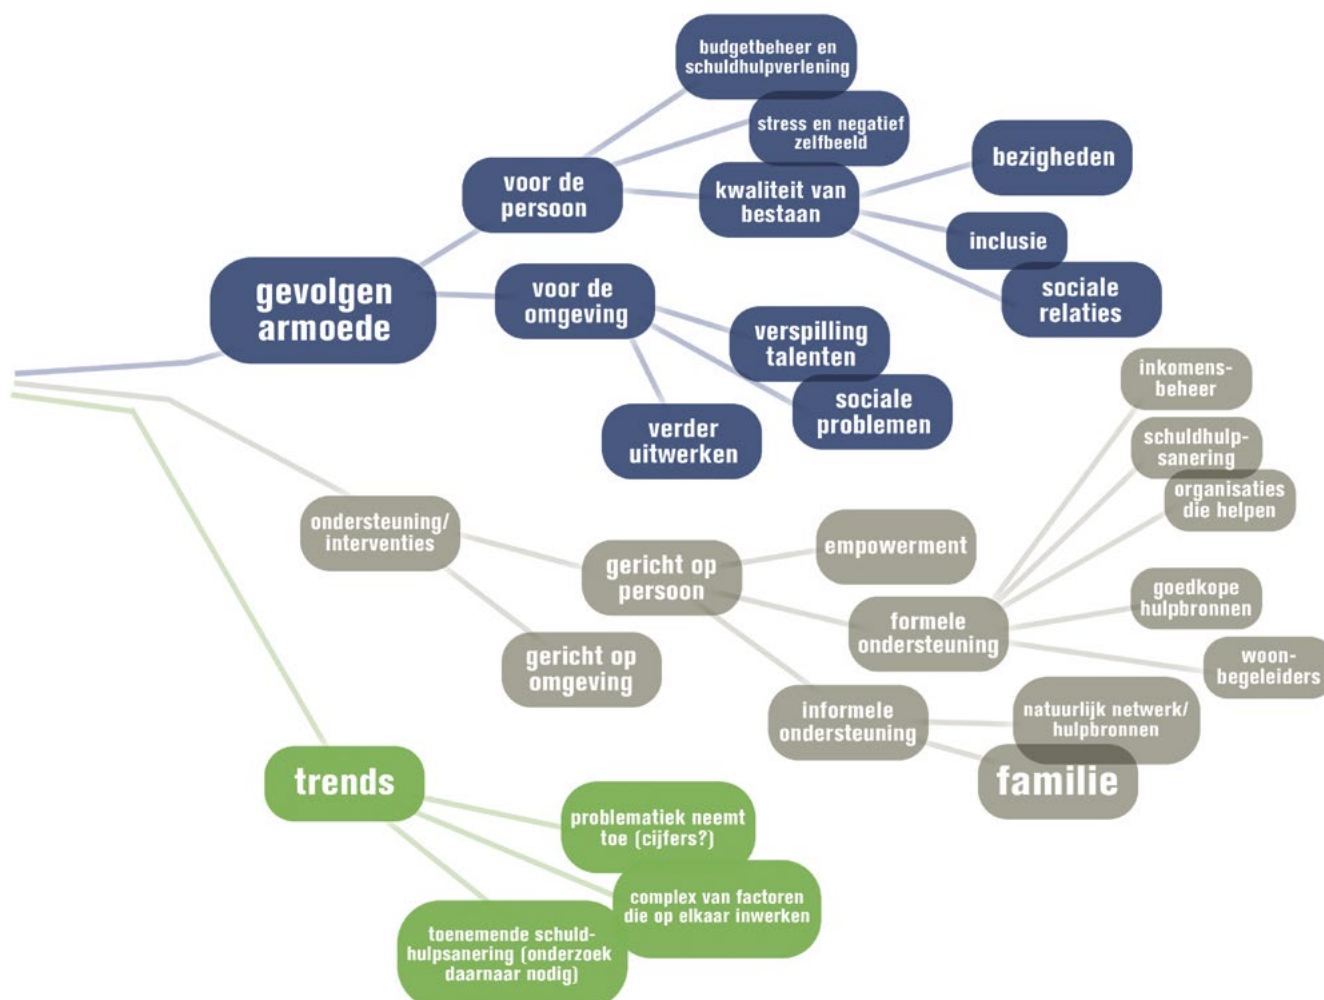 budgetbeheer en
schuldhulpverlening
stress en negatief
zelfbeeld
voor de
persoon
kwaliteit van
bestaan
bezigheden
inclusie
sociale
relaties
gevolgen
armoede
voor de
omgeving
verspilling
talenten
sociale
problemen
verder
uitwerken
inkomens-
beheer
schuldhulp-
sanering
organisaties
die helpen
ondersteuning/
interventies
empowerment
gericht op
persoon
goedkope
hulpbronnen
formele
ondersteuning
gericht op
omgeving
woon-
begeleiders
informele
ondersteuning
natuurlijk netwerk/
hulpbronnen
familie
trends
problematiek neemt
toe (cijfers?)
complex van factoren
die op elkaar inwerken
toenemende schuld-
hulpsanering (onderzoek
daarnaar nodig)